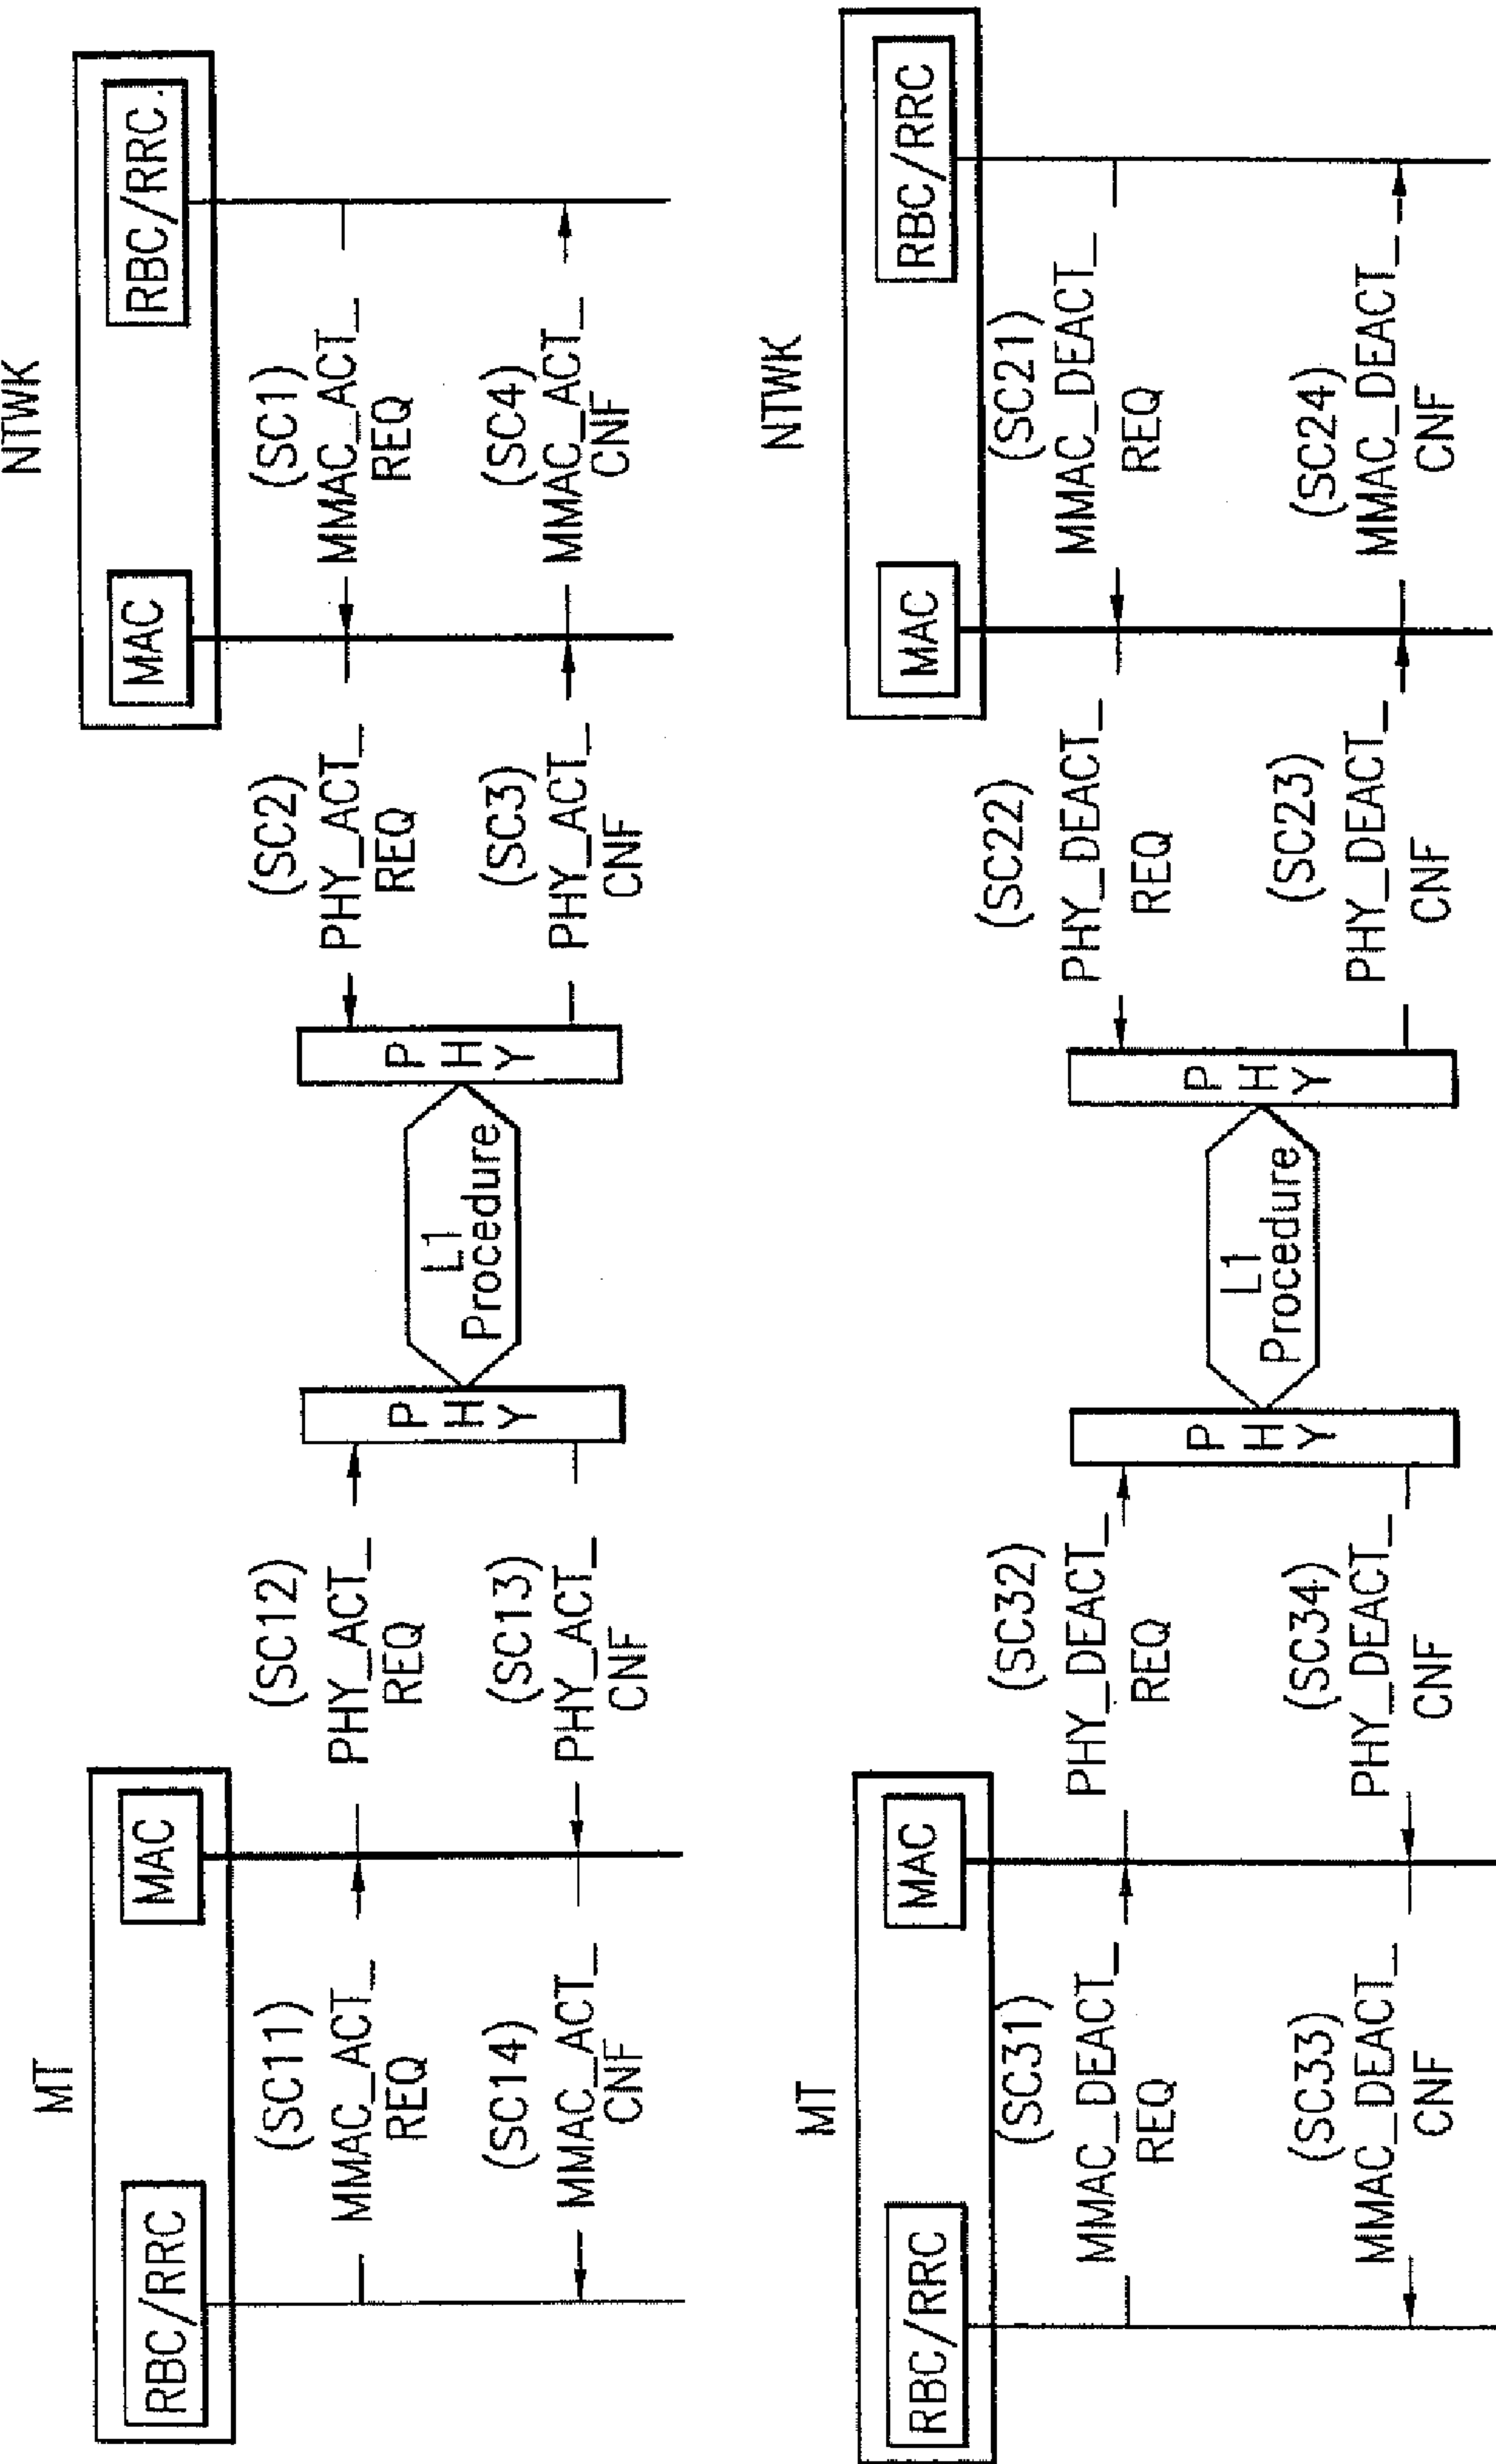 MT
NTWK
RBC/RRC
MAC
MAC
RBC/RRC.
(SC11)
MMAC_ACT_
REQ
(SC12)
PHY_ACT_
REQ
(SC2)
PHY_ACT_
REQ
(SC1)
MMAC_ACT_
REQ
PHY
L1
Procedure
PHY
(SC14)
MMAC_ACT_
CNF
(SC13)
PHY_ACT_
CNF
(SC3)
PHY_ACT_
CNF
(SC4)
MMAC_ACT_
CNF
MT
NTWK
RBC/RRC
MAC
MAC
RBC/RRC
(SC31)
MMAC_DEACT_
REQ
(SC32)
PHY_DEACT_
REQ
(SC22)
PHY_DEACT_
REQ
(SC21)
MMAC_DEACT_
REQ
PHY
L1
Procedure
PHY
(SC33)
MMAC_DEACT_
CNF
(SC34)
PHY_DEACT_
CNF
(SC23)
PHY_DEACT_
CNF
(SC24)
MMAC_DEACT_
CNF